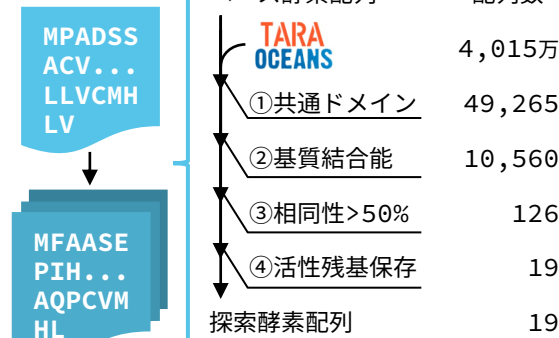 MPADSS
ACV...
LLVCMH
LV
MFAASE
PIH...
AQPCVM
HL
TARA
OCEANS 4,015万
①共通ドメイン 49,265
②基質結合能 10,560
③相同性>50% 126
④活性残基保存 19
探索酵素配列 19